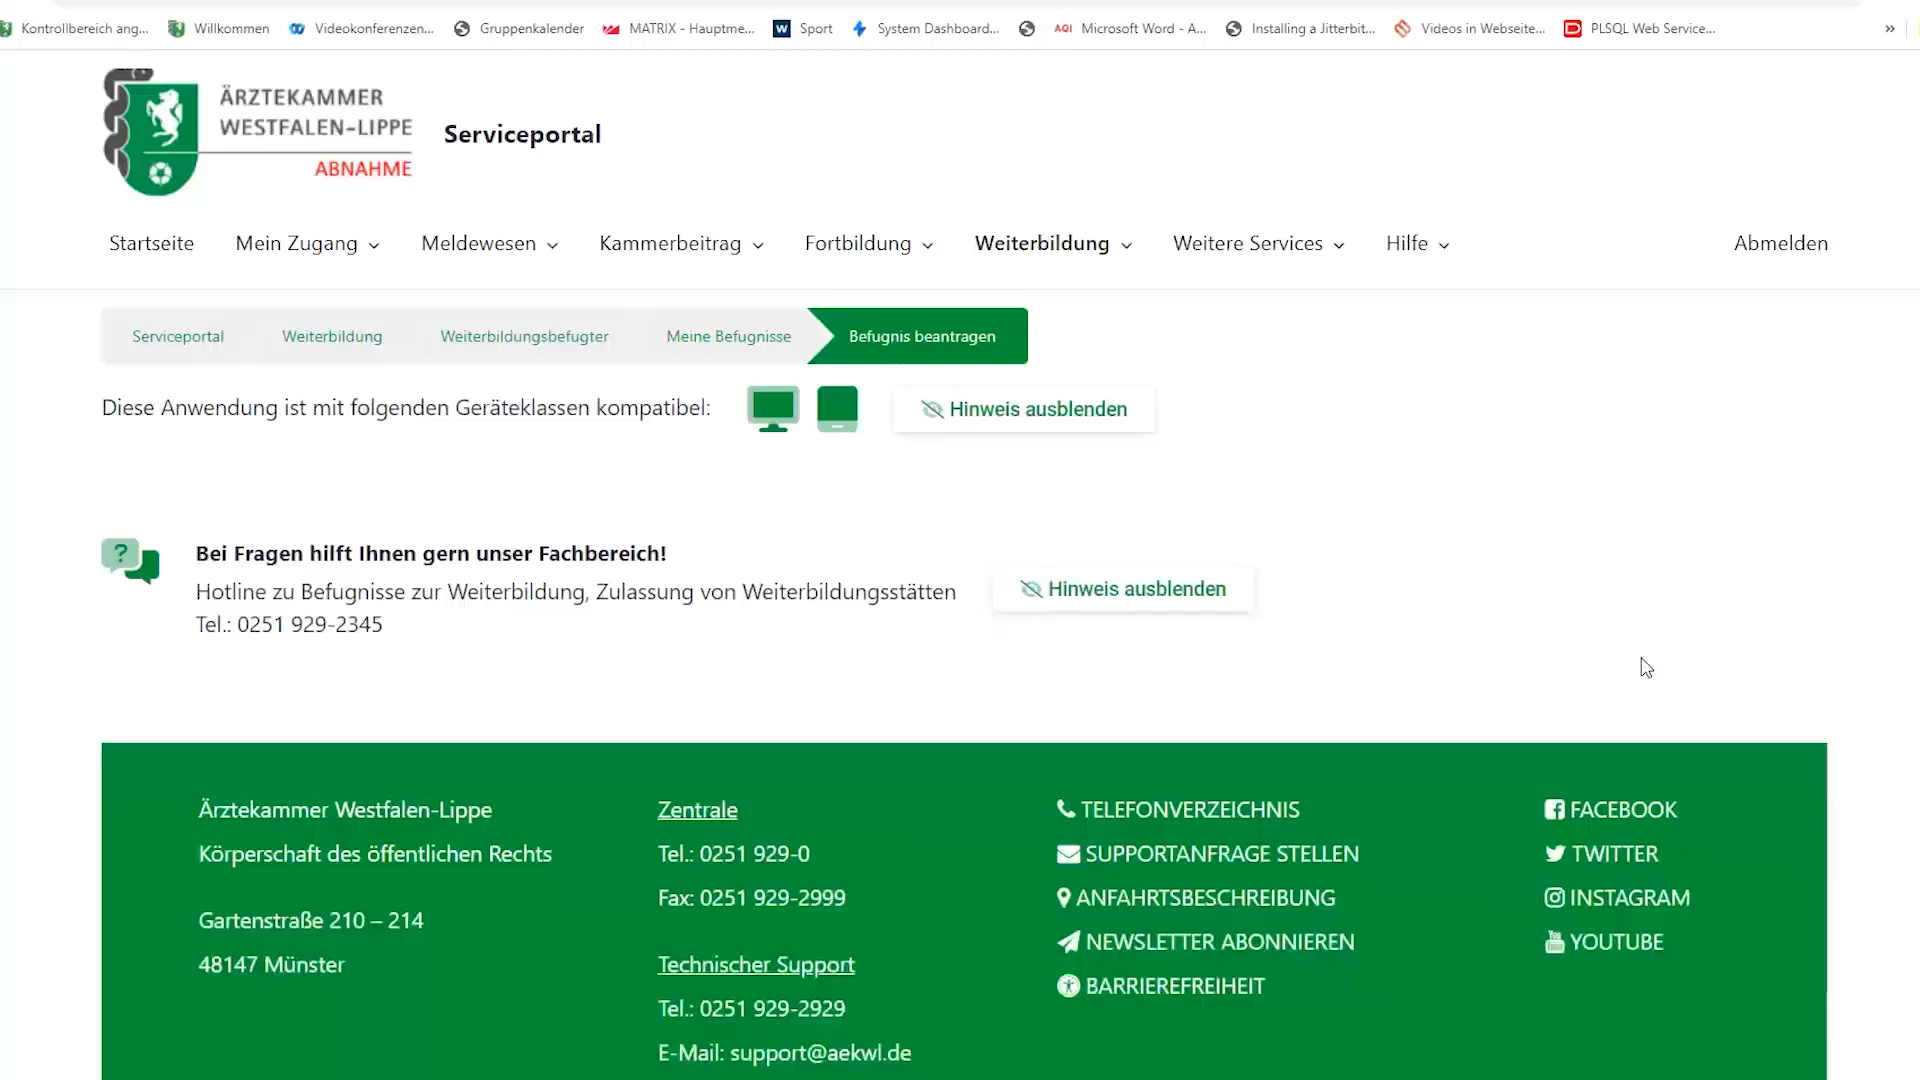 Kontrollbereich ang...
Willkommen
Videokonferenzen...
Gruppenkalender
MATRIX - Hauptme...
Sport
System Dashboard...
AQI Microsoft Word - A...
Installing a Jitterbit...
Videos in Webseite...
PLSQL Web Service...
»
ÄRZTEKAMMER
WESTFALEN-LIPPE
ABNAHME
Serviceportal
Startseite
Mein Zugang
Meldewesen
Kammerbeitrag
Fortbildung
Weiterbildung
Weitere Services
Hilfe
Abmelden
Serviceportal
Weiterbildung
Weiterbildungsbefugter
Meine Befugnisse
Befugnis beantragen
Diese Anwendung ist mit folgenden Geräteklassen kompatibel:
Hinweis ausblenden
Bei Fragen hilft Ihnen gern unser Fachbereich!
Hotline zu Befugnisse zur Weiterbildung, Zulassung von Weiterbildungsstätten
Tel.: 0251 929-2345
Hinweis ausblenden
Ärztekammer Westfalen-Lippe
Körperschaft des öffentlichen Rechts
Gartenstraße 210 – 214
48147 Münster
Zentrale
Tel.: 0251 929-0
Fax: 0251 929-2999
Technischer Support
Tel.: 0251 929-2929
E-Mail: support@aekwl.de
TELEFONVERZEICHNIS
SUPPORTANFRAGE STELLEN
ANFAHRTSBESCHREIBUNG
NEWSLETTER ABONNIEREN
BARRIEREFREIHEIT
FACEBOOK
TWITTER
INSTAGRAM
YOUTUBE